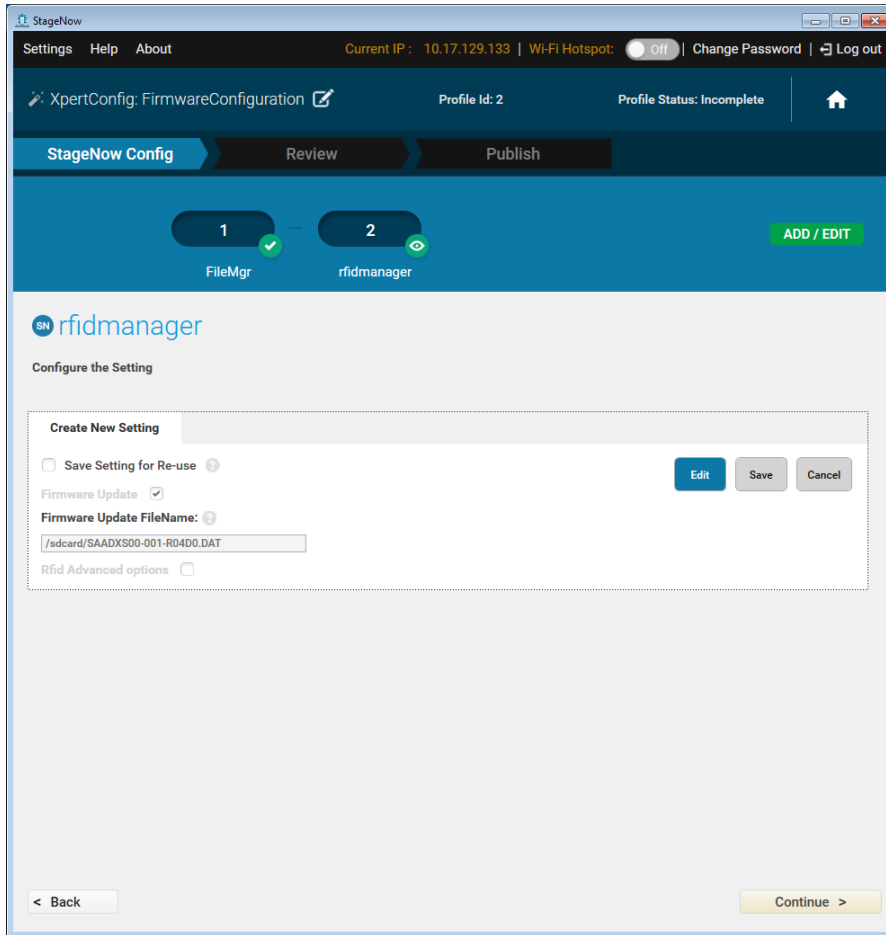 StageNow
Settings Help About Current IP : 10.17.129.133 | Wi-Fi Hotspot: Off | Change Password | Log out
XpertConfig: FirmwareConfiguration Profile Id: 2 Profile Status: Incomplete
StageNow Config Review Publish
1 2
ADD / EDIT
FileMgr rfidmanager
SN rfidmanager
Configure the Setting
Create New Setting
Save Setting for Re-use ?
Edit Save Cancel
Firmware Update
Firmware Update FileName: ?
/sdcard/SAADXS00-001-R04D0.DAT
Rfid Advanced options
< Back Continue >